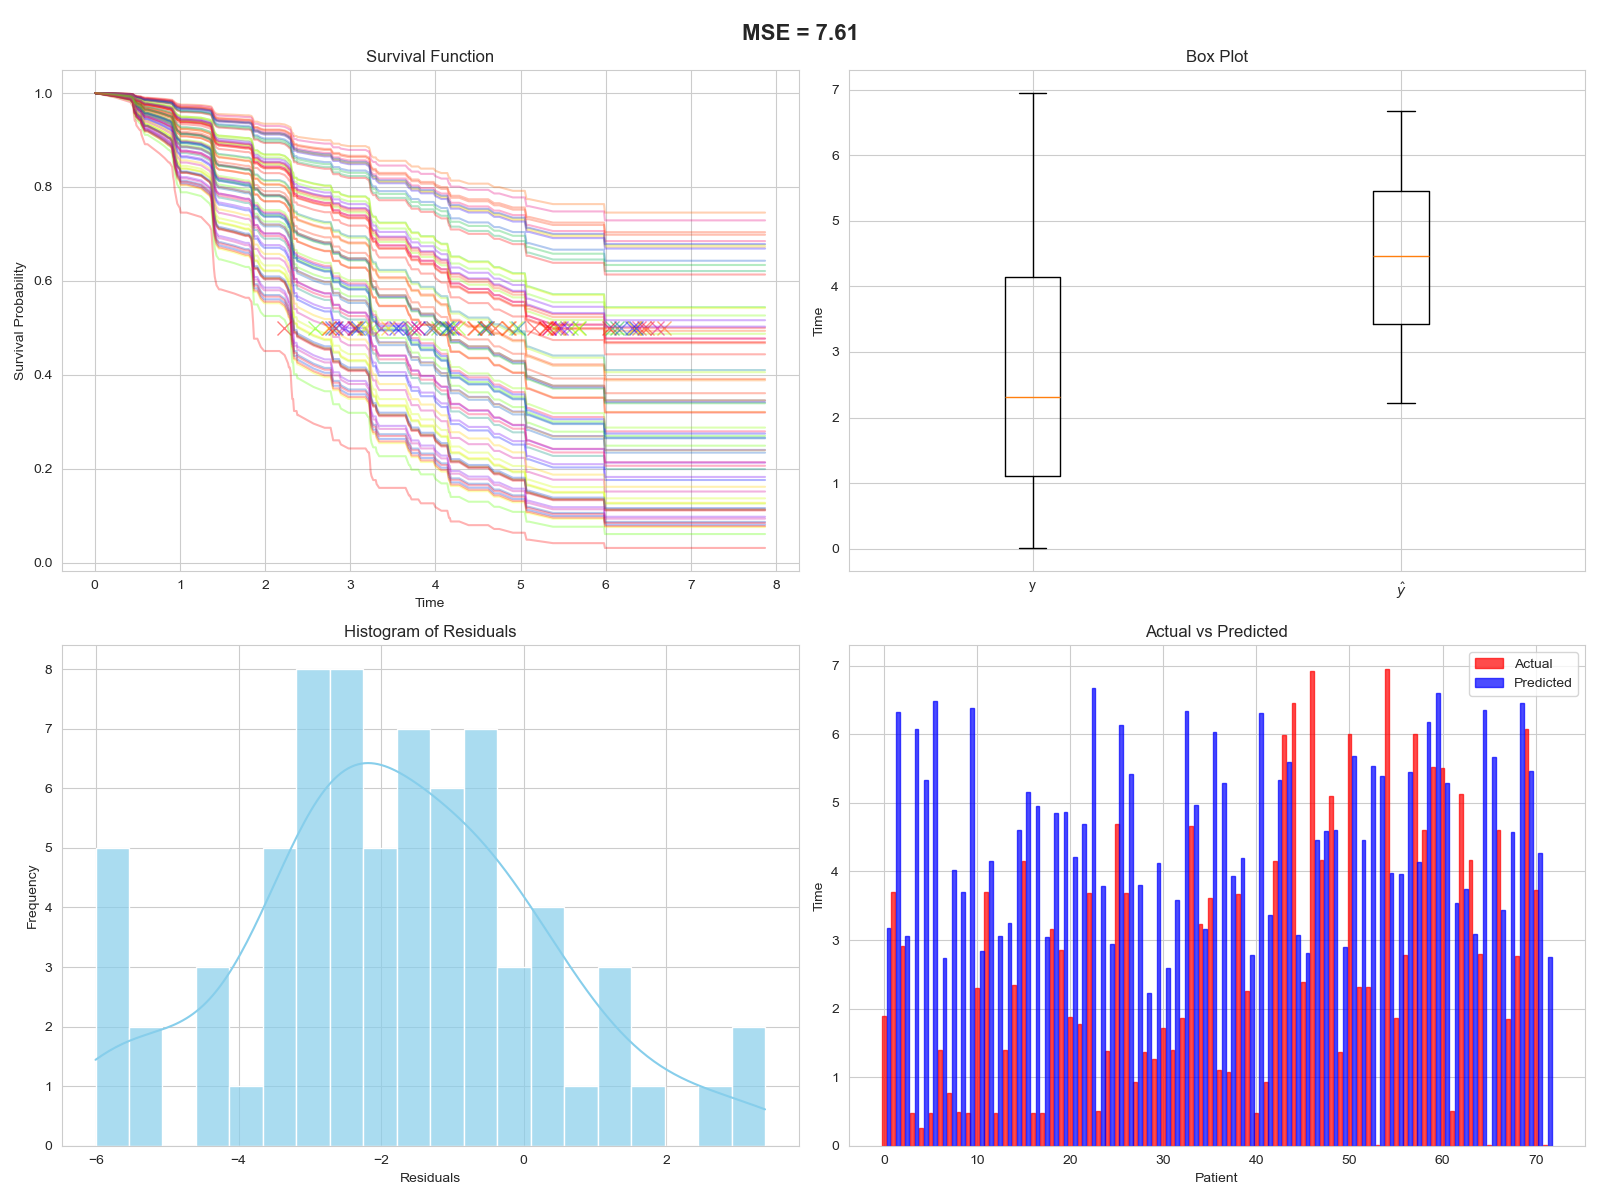 MSE = 7.61
Survival Function
Survival Probability
1.0
0.8
0.6
0.4
0.2
0.0
0 1 2 3 4 5 6 7 8
Time
Box Plot
Time
7
6
5
4
3
2
1
0
y ŷ
Histogram of Residuals
Frequency
8
7
6
5
4
3
2
1
0
−6 −4 −2 0 2
Residuals
Actual vs Predicted
Time
7
6
5
4
3
2
1
0
Actual
Predicted
0 10 20 30 40 50 60 70
Patient